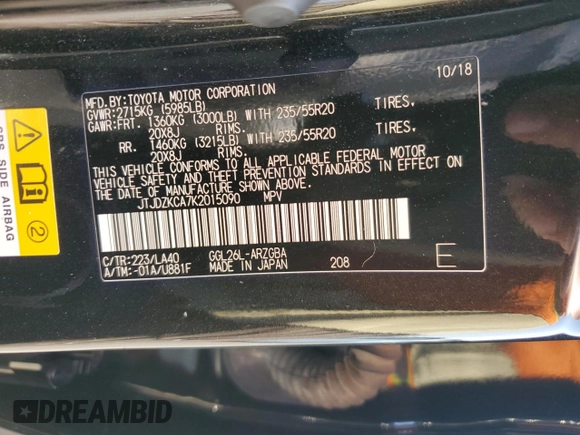 10/18
MFD.BY:TOYOTA MOTOR CORPORATION
GVWR:2715KG (5985LB)
GAWR:FRT. 1360KG (3000LB) WITH 235/55R20 TIRES,
20X8J RIMS.
RR. 1460KG (3215LB) WITH 235/55R20 TIRES,
20X8J RIMS.
THIS VEHICLE CONFORMS TO ALL APPLICABLE FEDERAL MOTOR
VEHICLE SAFETY AND THEFT PREVENTION STANDARDS IN EFFECT ON
THE DATE OF MANUFACTURE SHOWN ABOVE.
JTJDZKCA7K2015090 MPV
C/TR:223/LA40 GGL26L-ARZGBA
A/TM:-01A/U881F MADE IN JAPAN 208 E
SRS SIDE AIRBAG
2
DREAMBID